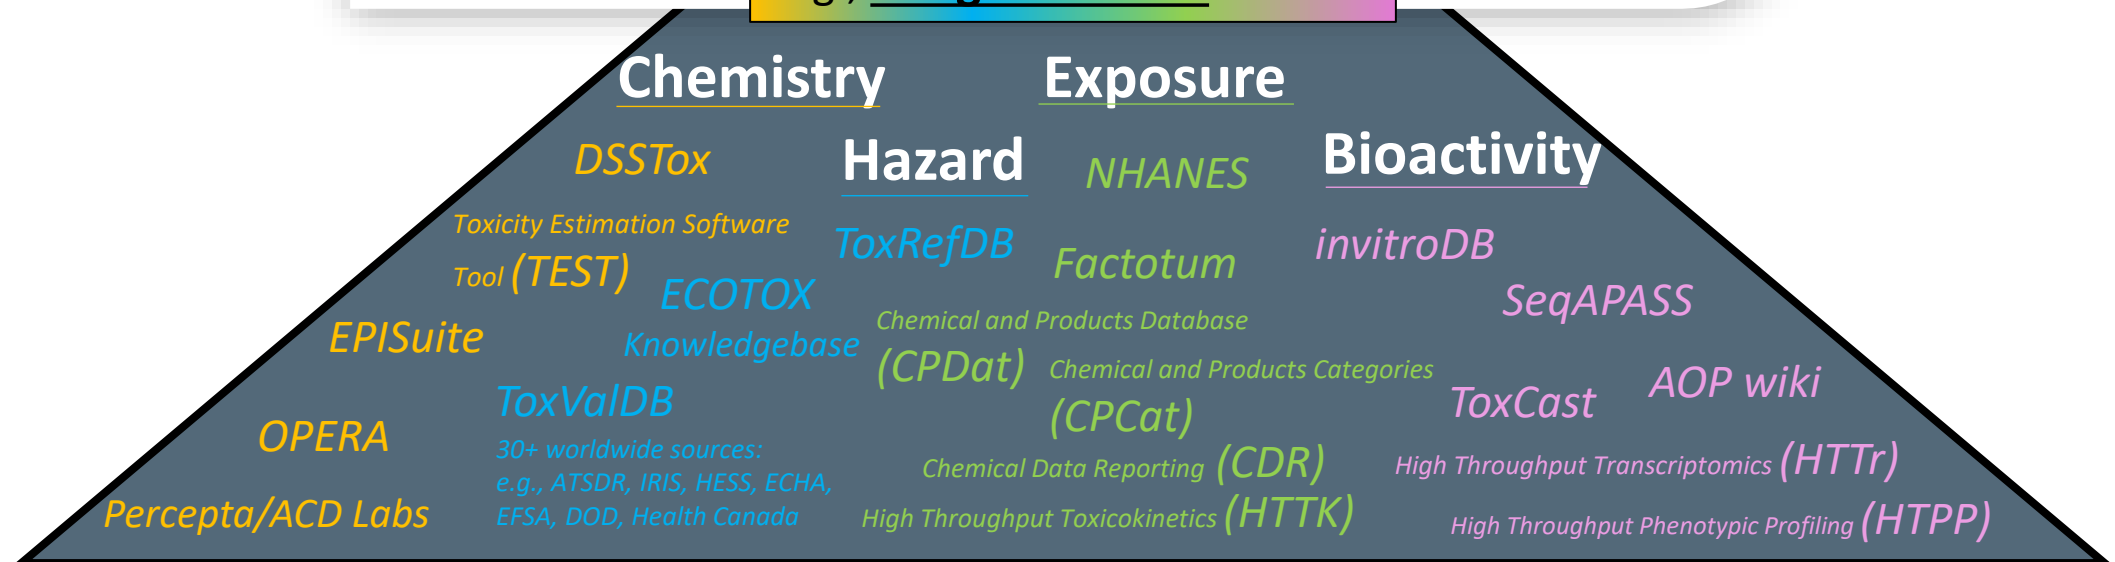 Chemistry
DSSTox
Toxicity Estimation Software
Tool (TEST)
EPISuite
OPERA
Percepta/ACD Labs
Hazard
ToxRefDB
ECOTOX
Knowledgebase
ToxValDB
30+ worldwide sources:
e.g., ATSDR, IRIS, HESS, ECHA,
EFSA, DOD, Health Canada
Exposure
NHANES
Factotum
Chemical and Products Database
(CPDat)
Chemical and Products Categories
(CPCat)
Chemical Data Reporting (CDR)
High Throughput Toxicokinetics (HTTK)
Bioactivity
invitroDB
SeqAPASS
AOP wiki
ToxCast
High Throughput Transcriptomics (HTTr)
High Throughput Phenotypic Profiling (HTPP)